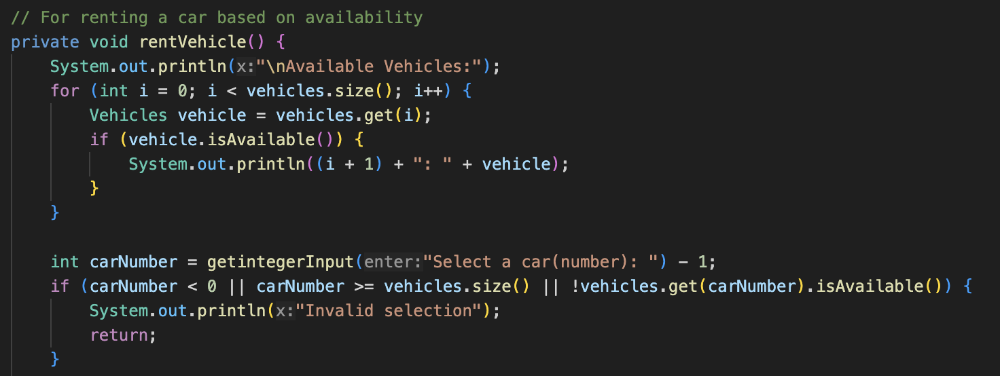 // For renting a car based on availability
private void rentVehicle() {
System.out.println(x:"\nAvailable Vehicles:");
for (int i = 0; i < vehicles.size(); i++) {
Vehicles vehicle = vehicles.get(i);
if (vehicle.isAvailable()) {
System.out.println((i + 1) + ": " + vehicle);
}
}
int carNumber = getintegerInput(enter:"Select a car(number): ") - 1;
if (carNumber < 0 || carNumber >= vehicles.size() || !vehicles.get(carNumber).isAvailable()) {
System.out.println(x:"Invalid selection");
return;
}